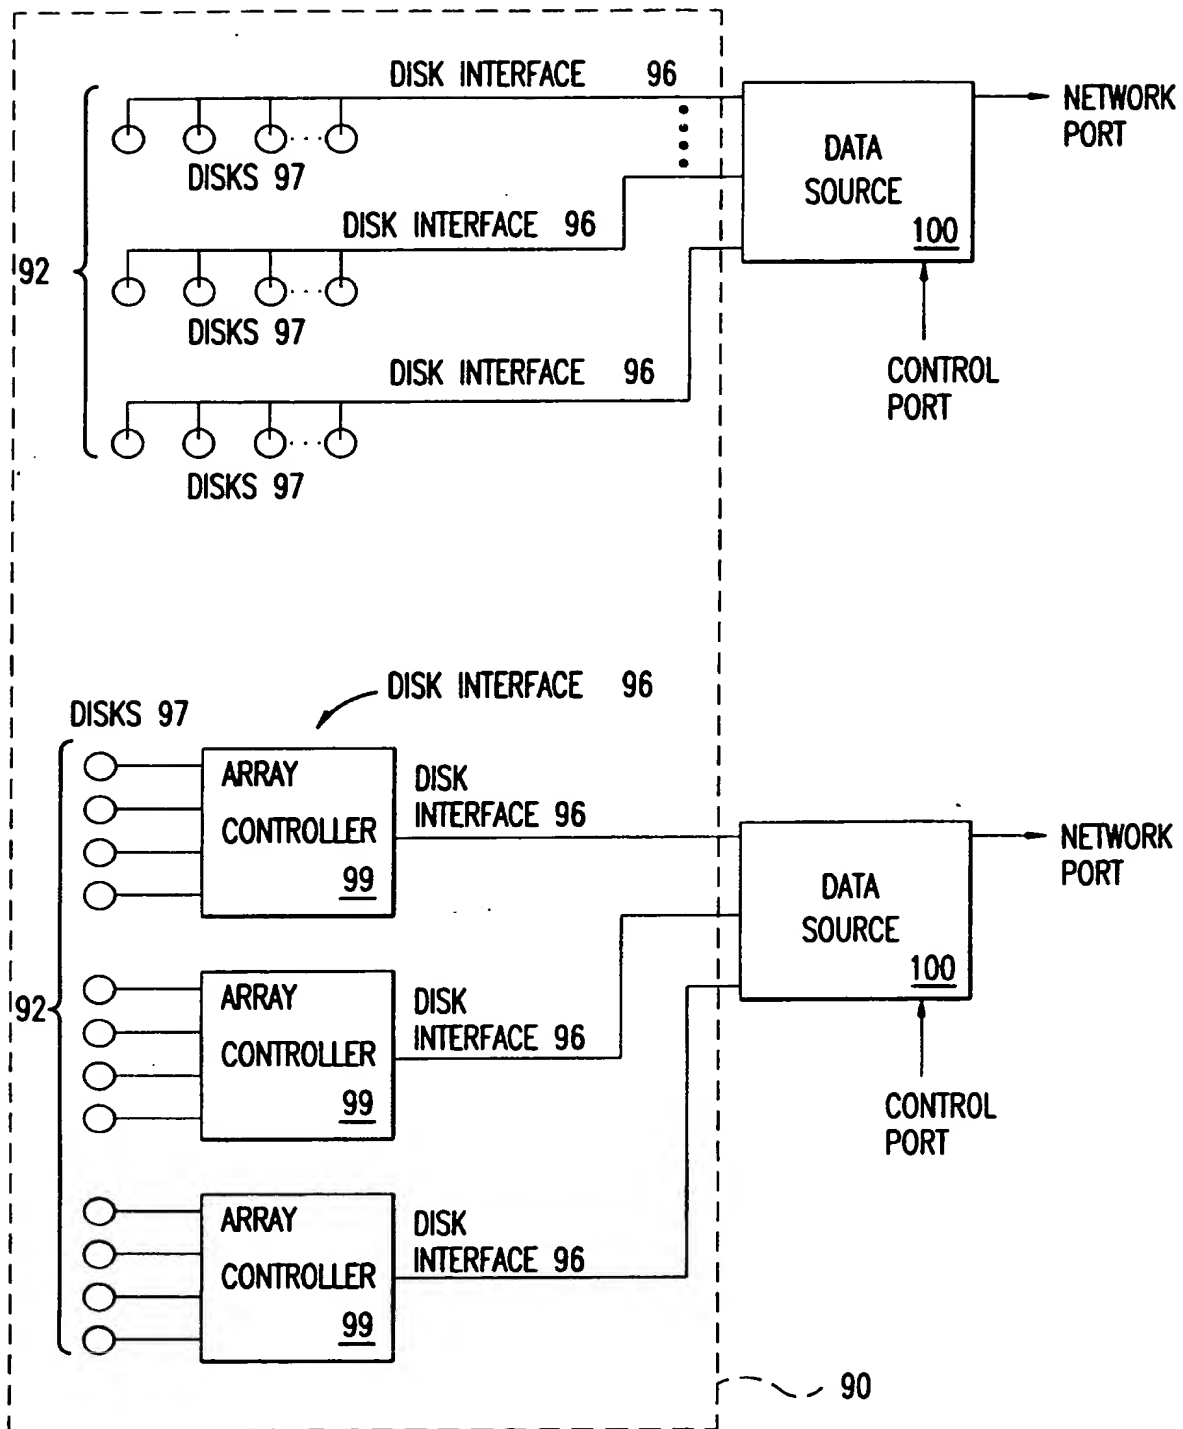 DISK INTERFACE 96
DISKS 97
DATA
SOURCE
100
NETWORK
PORT
DISK INTERFACE 96
92
DISKS 97
CONTROL
PORT
DISK INTERFACE 96
DISKS 97
DISK INTERFACE 96
DISKS 97
ARRAY
CONTROLLER
99
DISK
INTERFACE 96
DATA
SOURCE
100
NETWORK
PORT
92
ARRAY
CONTROLLER
99
DISK
INTERFACE 96
CONTROL
PORT
ARRAY
CONTROLLER
99
DISK
INTERFACE 96
90